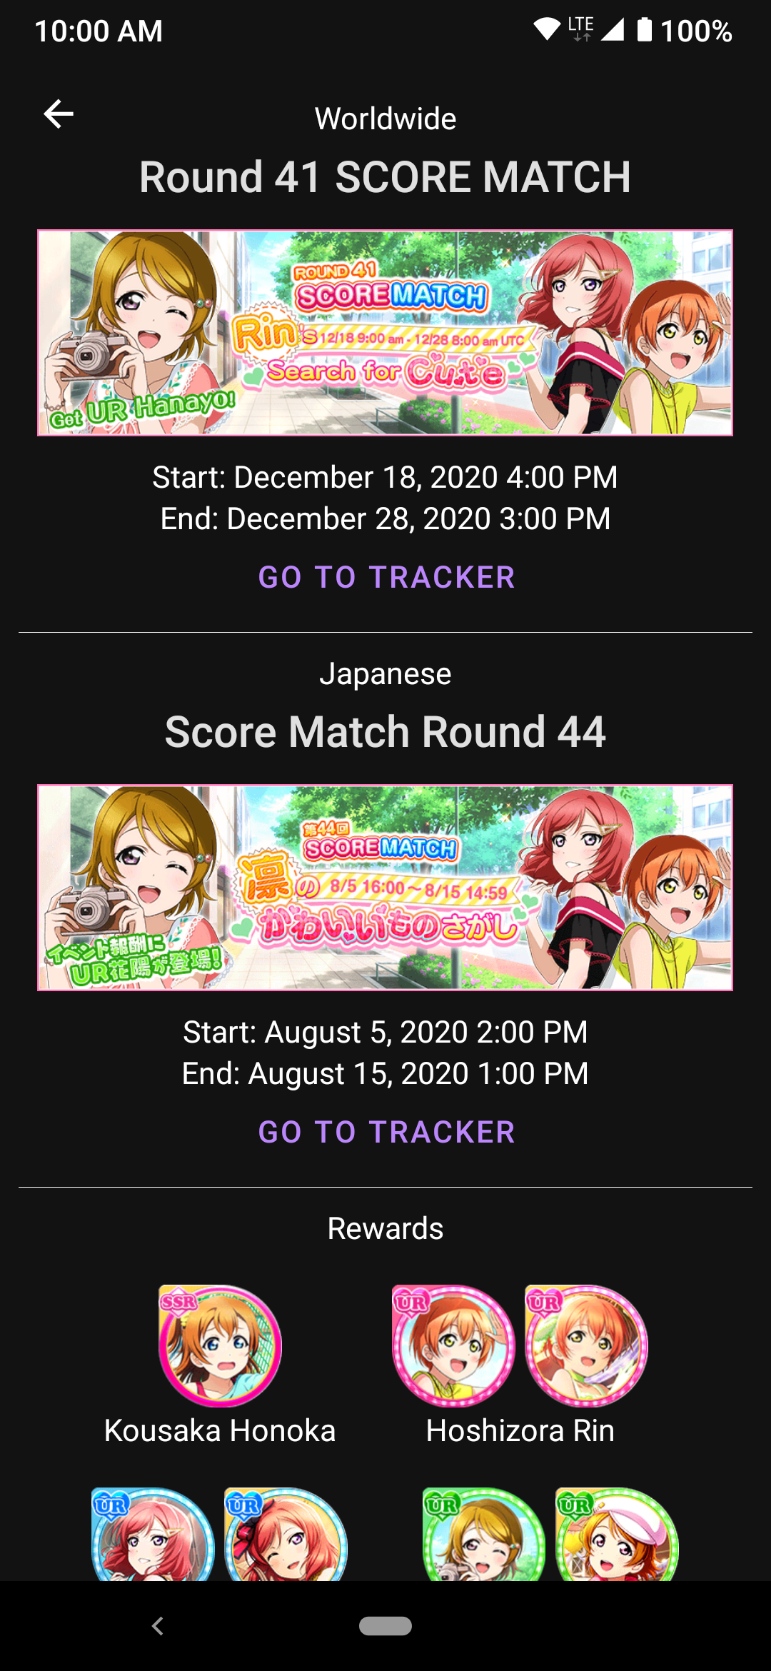 10:00 AM
LTE
100%
Worldwide
Round 41 SCORE MATCH
ROUND 41
SCORE MATCH
Rin's 12/18 9:00 am - 12/28 8:00 am UTC
Search for Cute
Get UR Hanayo!
Start: December 18, 2020 4:00 PM
End: December 28, 2020 3:00 PM
GO TO TRACKER
Japanese
Score Match Round 44
第44回
SCORE MATCH
凛の 8/5 16:00~8/15 14:59
かわいいものさがし
イベント報酬に
UR花陽が登場!
Start: August 5, 2020 2:00 PM
End: August 15, 2020 1:00 PM
GO TO TRACKER
Rewards
SSR
UR
UR
Kousaka Honoka
Hoshizora Rin
UR
UR
UR
UR